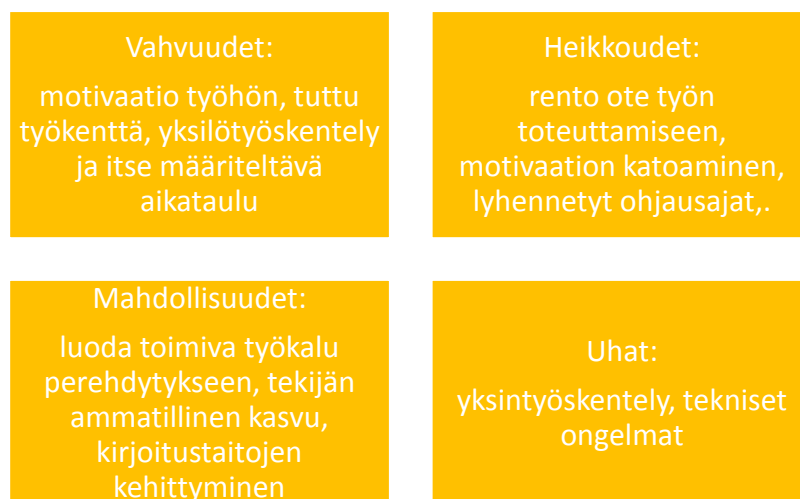 Vahvuudet:
motivaatio työhön, tuttu
työkenttä, yksilötyöskentely
ja itse määriteltävä
aikataulu
Heikkoudet:
rento ote työn
toteuttamiseen,
motivaation katoaminen,
lyhennetyt ohjausajat,.
Mahdollisuudet:
luoda toimiva työkalu
perehdytykseen, tekijän
ammatillinen kasvu,
kirjoitustaitojen
kehittyminen
Uhat:
yksintyöskentely, tekniset
ongelmat